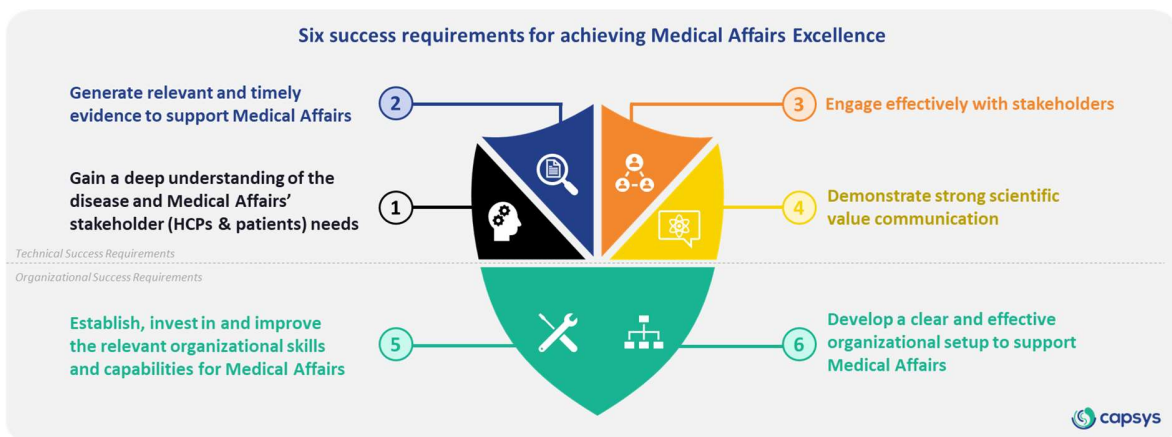 Six success requirements for achieving Medical Affairs Excellence
Generate relevant and timely
evidence to support Medical Affairs
2
3
Engage effectively with stakeholders
Gain a deep understanding of the
disease and Medical Affairs’
stakeholder (HCPs & patients) needs
1
4
Demonstrate strong scientific
value communication
Technical Success Requirements
Organizational Success Requirements
Establish, invest in and improve
the relevant organizational skills
and capabilities for Medical Affairs
5
6
Develop a clear and effective
organizational setup to support
Medical Affairs
capsys